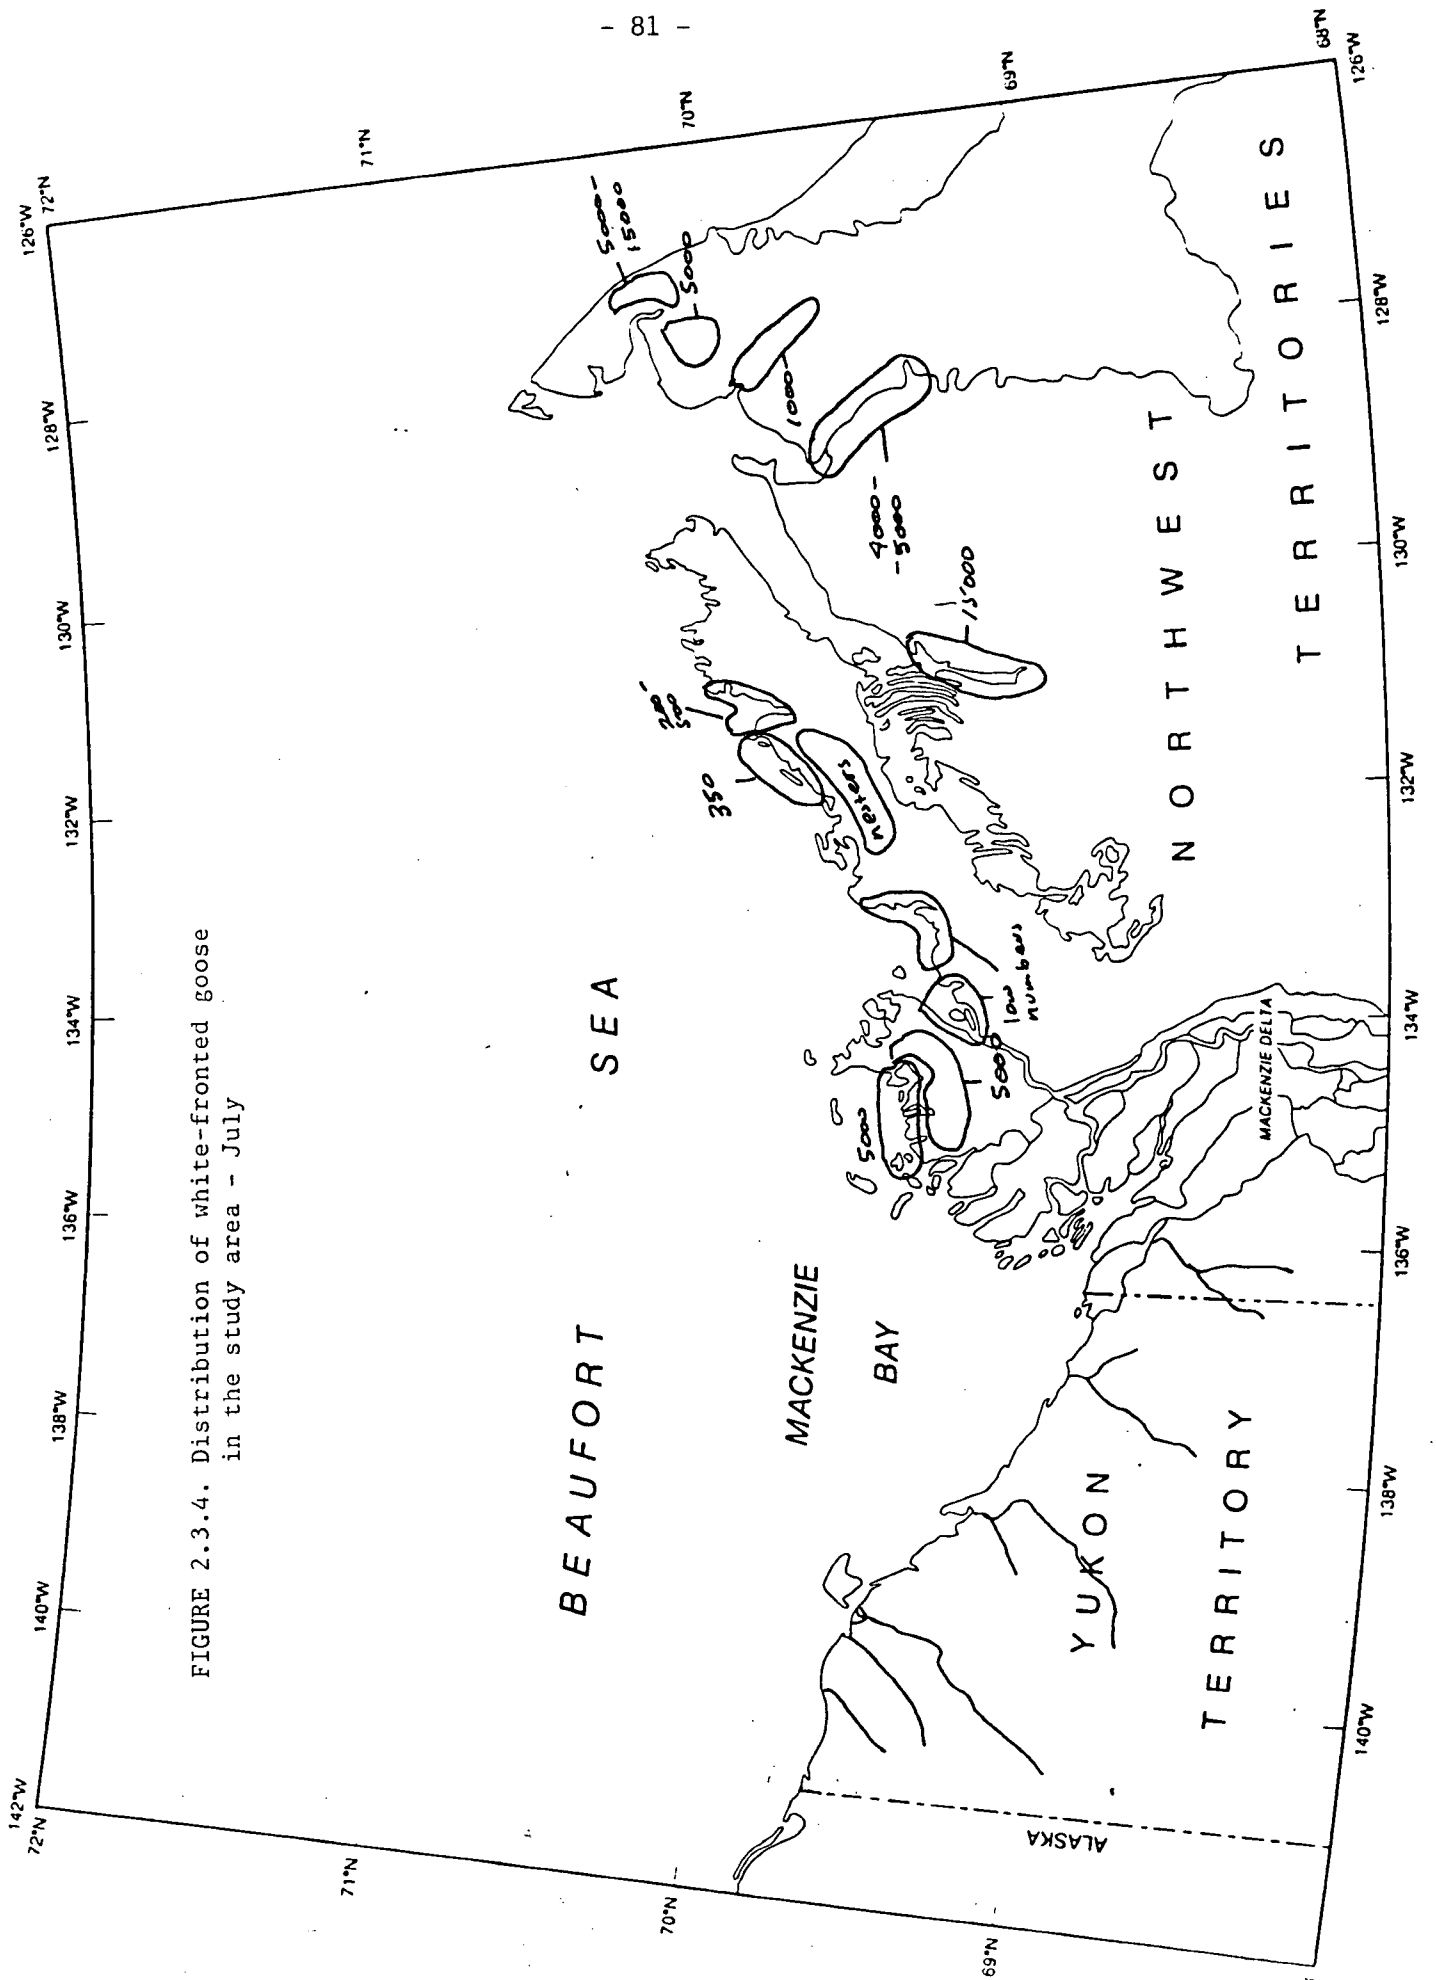 - 81 -
FIGURE 2.3.4. Distribution of white-fronted goose
in the study area - July
142°W
140°W
138°W
136°W
134°W
132°W
130°W
128°W
126°W
72°N
72°N
71°N
71°N
70°N
70°N
69°N
69°N
68°N
126°W
128°W
130°W
132°W
134°W
136°W
138°W
140°W
BEAUFORT SEA
MACKENZIE
BAY
5000-
15000
5000
1000
4000-
-5000
15000
500
350
nesters
low
numbers
5000
5000
MACKENZIE DELTA
NORTHWEST
TERRITORIES
YUKON
TERRITORY
ALASKA